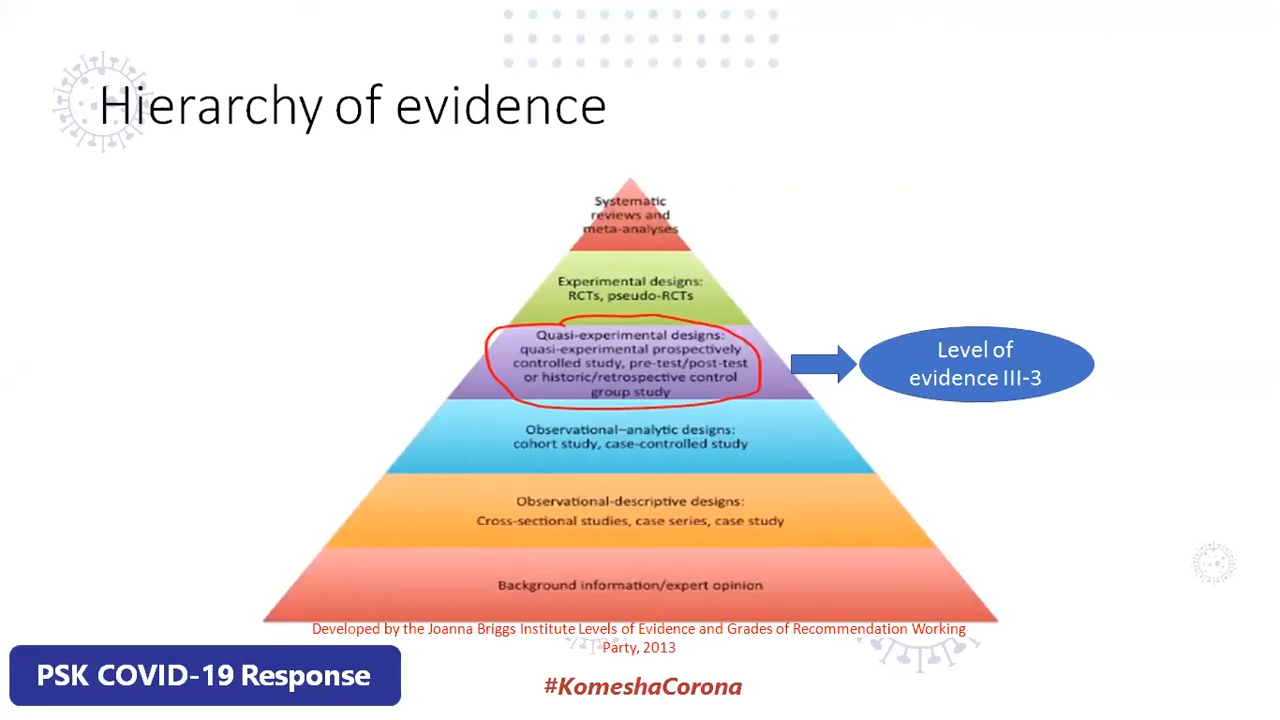 Hierarchy of evidence
Systematic
reviews and
meta-analyses
Experimental designs:
RCTs, pseudo-RCTs
Quasi-experimental designs:
quasi-experimental prospectively
controlled study, pre-test/post-test
or historic/retrospective control
group study
Level of
evidence III-3
Observational–analytic designs:
cohort study, case-controlled study
Observational-descriptive designs:
Cross-sectional studies, case series, case study
Background information/expert opinion
Developed by the Joanna Briggs Institute Levels of Evidence and Grades of Recommendation Working
Party, 2013
PSK COVID-19 Response
#KomeshaCorona